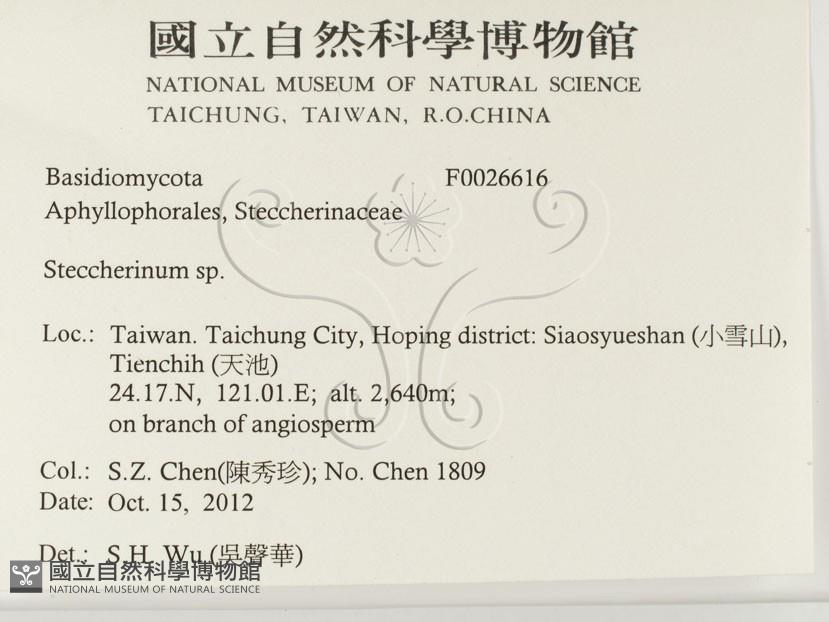 國立自然科學博物館
NATIONAL MUSEUM OF NATURAL SCIENCE
TAICHUNG, TAIWAN, R.O.CHINA
Basidiomycota F0026616
Aphyllophorales, Steccherinaceae
Steccherinum sp.
Loc.: Taiwan. Taichung City, Hoping district: Siaosyueshan (小雪山),
Tienchih (天池)
24.17.N, 121.01.E; alt. 2,640m;
on branch of angiosperm
Col.: S.Z. Chen(陳秀珍); No. Chen 1809
Date: Oct. 15, 2012
Det.: S.H. Wu (吳聲華)
國立自然科學博物館
NATIONAL MUSEUM OF NATURAL SCIENCE